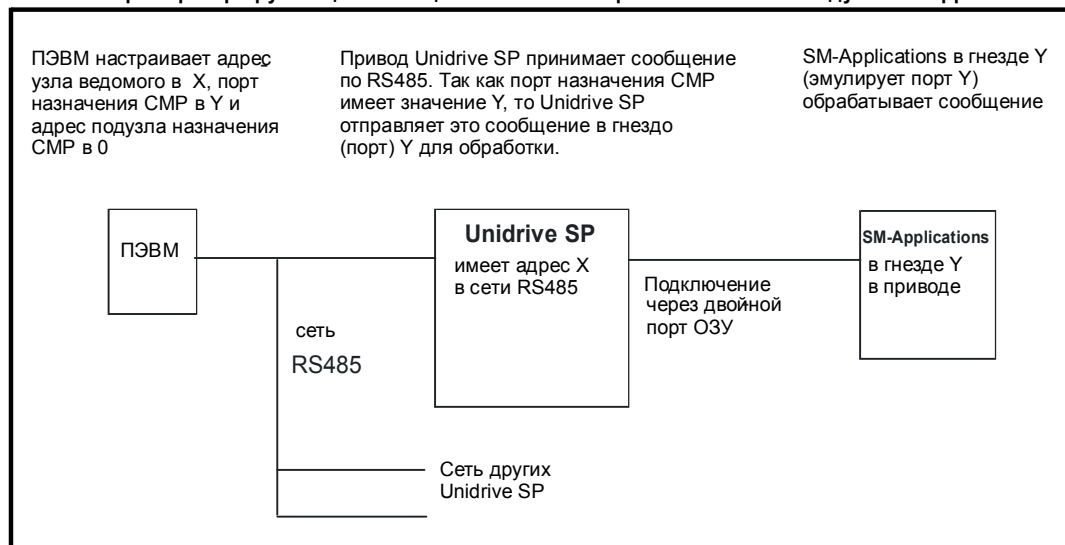 ПЭВМ настраивает адрес
узла ведомого в X, порт
назначения CMP в Y и
адрес подузла назначения
CMP в 0
Привод Unidrive SP принимает сообщение
по RS485. Так как порт назначения CMP
имеет значение Y, то Unidrive SP
отправляет это сообщение в гнездо
(порт) Y для обработки.
SM-Applications в гнезде Y
(эмулирует порт Y)
обрабатывает сообщение
ПЭВМ
Unidrive SP
имеет адрес X
в сети RS485
SM-Applications
в гнезде Y
в приводе
Подключение
через двойной
порт ОЗУ
сеть
RS485
Сеть других
Unidrive SP